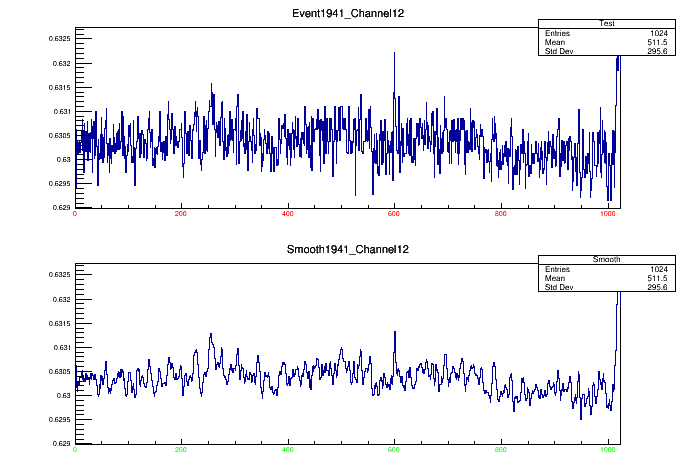 Event1941_Channel12
Test
Entries 1024
Mean 511.5
Std Dev 295.6
0.6325
0.632
0.6315
0.631
0.6305
0.63
0.6295
0.629
0 200 400 600 800 1000
Smooth1941_Channel12
Smooth
Entries 1024
Mean 511.5
Std Dev 295.6
0.6325
0.632
0.6315
0.631
0.6305
0.63
0.6295
0.629
0 200 400 600 800 1000